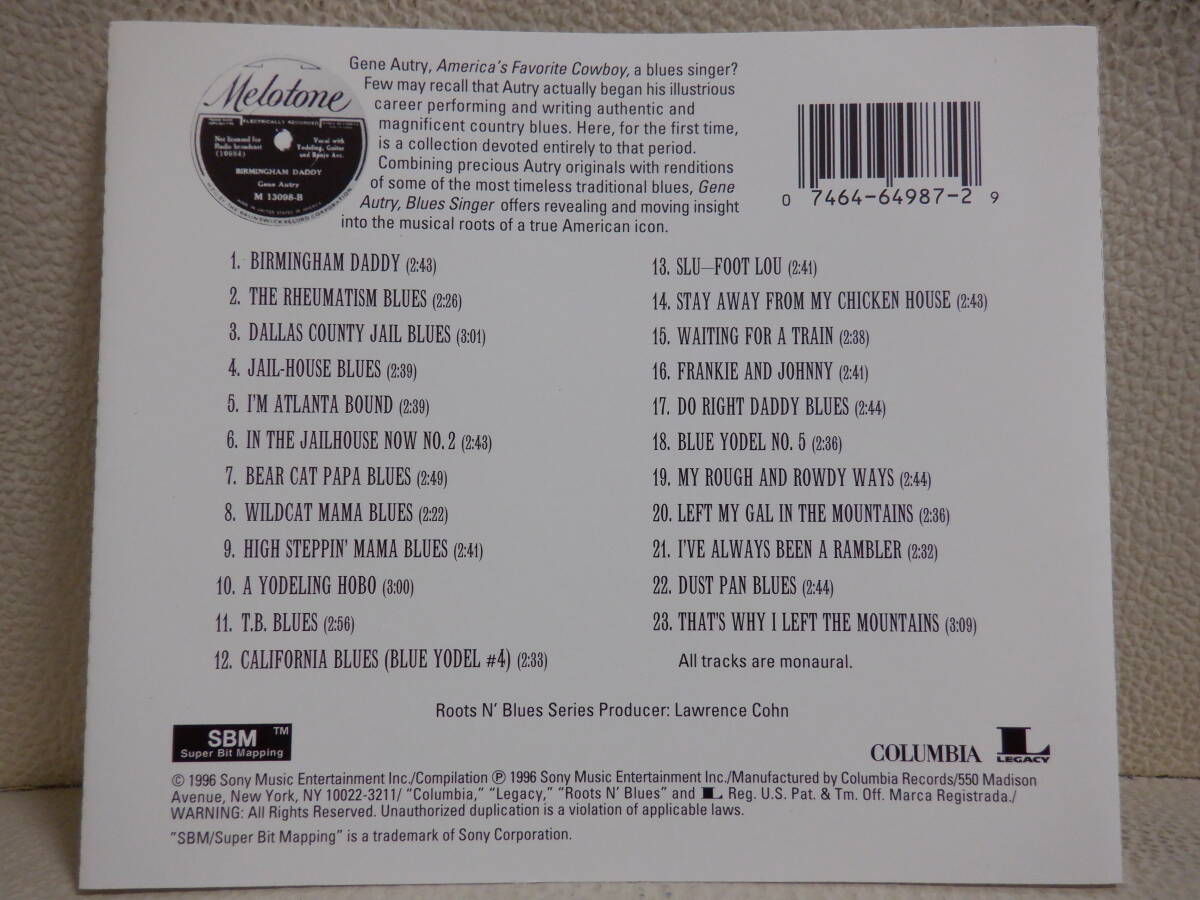 Melotone
ELECTRICALLY RECORDED
Not licensed for
Radio broadcast
(10684)
Vocal with
Yodeling, Guitar
and Banjo Acc.
BIRMINGHAM DADDY
Gene Autry
M 13098-B
Gene Autry, America's Favorite Cowboy, a blues singer?
Few may recall that Autry actually began his illustrious
career performing and writing authentic and
magnificent country blues. Here, for the first time,
is a collection devoted entirely to that period.
Combining precious Autry originals with renditions
of some of the most timeless traditional blues, Gene
Autry, Blues Singer offers revealing and moving insight
into the musical roots of a true American icon.
0 7464-64987-2 9
1. BIRMINGHAM DADDY (2:43)
2. THE RHEUMATISM BLUES (2:26)
3. DALLAS COUNTY JAIL BLUES (3:01)
4. JAIL-HOUSE BLUES (2:39)
5. I'M ATLANTA BOUND (2:39)
6. IN THE JAILHOUSE NOW NO. 2 (2:43)
7. BEAR CAT PAPA BLUES (2:49)
8. WILDCAT MAMA BLUES (2:22)
9. HIGH STEPPIN' MAMA BLUES (2:41)
10. A YODELING HOBO (3:00)
11. T.B. BLUES (2:56)
12. CALIFORNIA BLUES (BLUE YODEL #4) (2:33)
13. SLU—FOOT LOU (2:41)
14. STAY AWAY FROM MY CHICKEN HOUSE (2:43)
15. WAITING FOR A TRAIN (2:38)
16. FRANKIE AND JOHNNY (2:41)
17. DO RIGHT DADDY BLUES (2:44)
18. BLUE YODEL NO. 5 (2:36)
19. MY ROUGH AND ROWDY WAYS (2:44)
20. LEFT MY GAL IN THE MOUNTAINS (2:36)
21. I'VE ALWAYS BEEN A RAMBLER (2:32)
22. DUST PAN BLUES (2:44)
23. THAT'S WHY I LEFT THE MOUNTAINS (3:09)
All tracks are monaural.
Roots N' Blues Series Producer: Lawrence Cohn
SBM TM
Super Bit Mapping
COLUMBIA
L
LEGACY
© 1996 Sony Music Entertainment Inc./Compilation ℗ 1996 Sony Music Entertainment Inc./Manufactured by Columbia Records/550 Madison
Avenue, New York, NY 10022-3211/ "Columbia," "Legacy," "Roots N' Blues" and L Reg. U.S. Pat. & Tm. Off. Marca Registrada./
WARNING: All Rights Reserved. Unauthorized duplication is a violation of applicable laws.
"SBM/Super Bit Mapping" is a trademark of Sony Corporation.